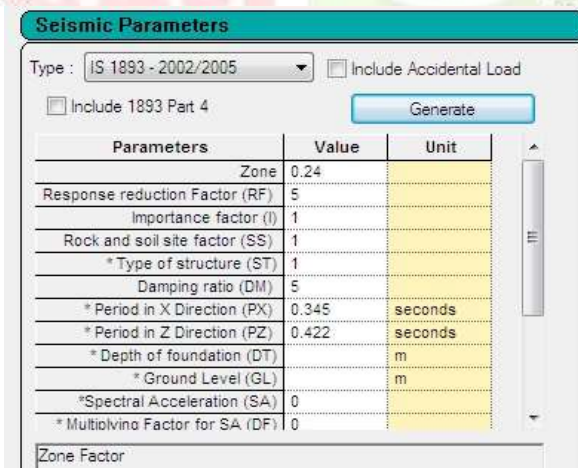 Seismic Parameters
Type : IS 1893 - 2002/2005 Include Accidental Load
Include 1893 Part 4 Generate
Parameters Value Unit
Zone 0.24
Response reduction Factor (RF) 5
Importance factor (I) 1
Rock and soil site factor (SS) 1
* Type of structure (ST) 1
Damping ratio (DM) 5
* Period in X Direction (PX) 0.345 seconds
* Period in Z Direction (PZ) 0.422 seconds
* Depth of foundation (DT) m
* Ground Level (GL) m
*Spectral Acceleration (SA) 0
* Multiplying Factor for SA (DF) 0
Zone Factor